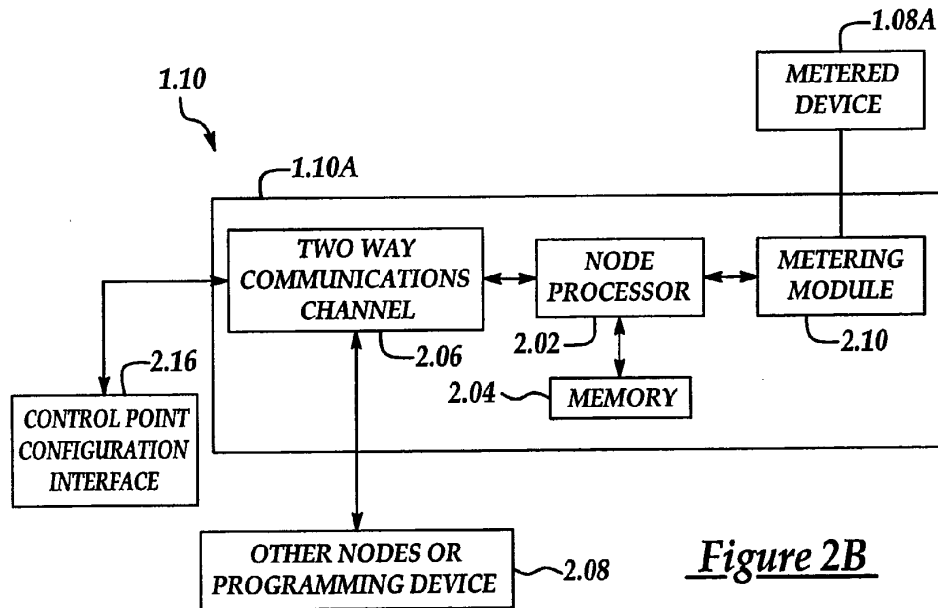 1.08A
METERED
DEVICE
1.10
1.10A
TWO WAY
COMMUNICATIONS
CHANNEL
2.06
NODE
PROCESSOR
2.02
METERING
MODULE
2.10
2.04
MEMORY
2.16
CONTROL POINT
CONFIGURATION
INTERFACE
OTHER NODES OR
PROGRAMMING DEVICE
2.08
Figure 2B